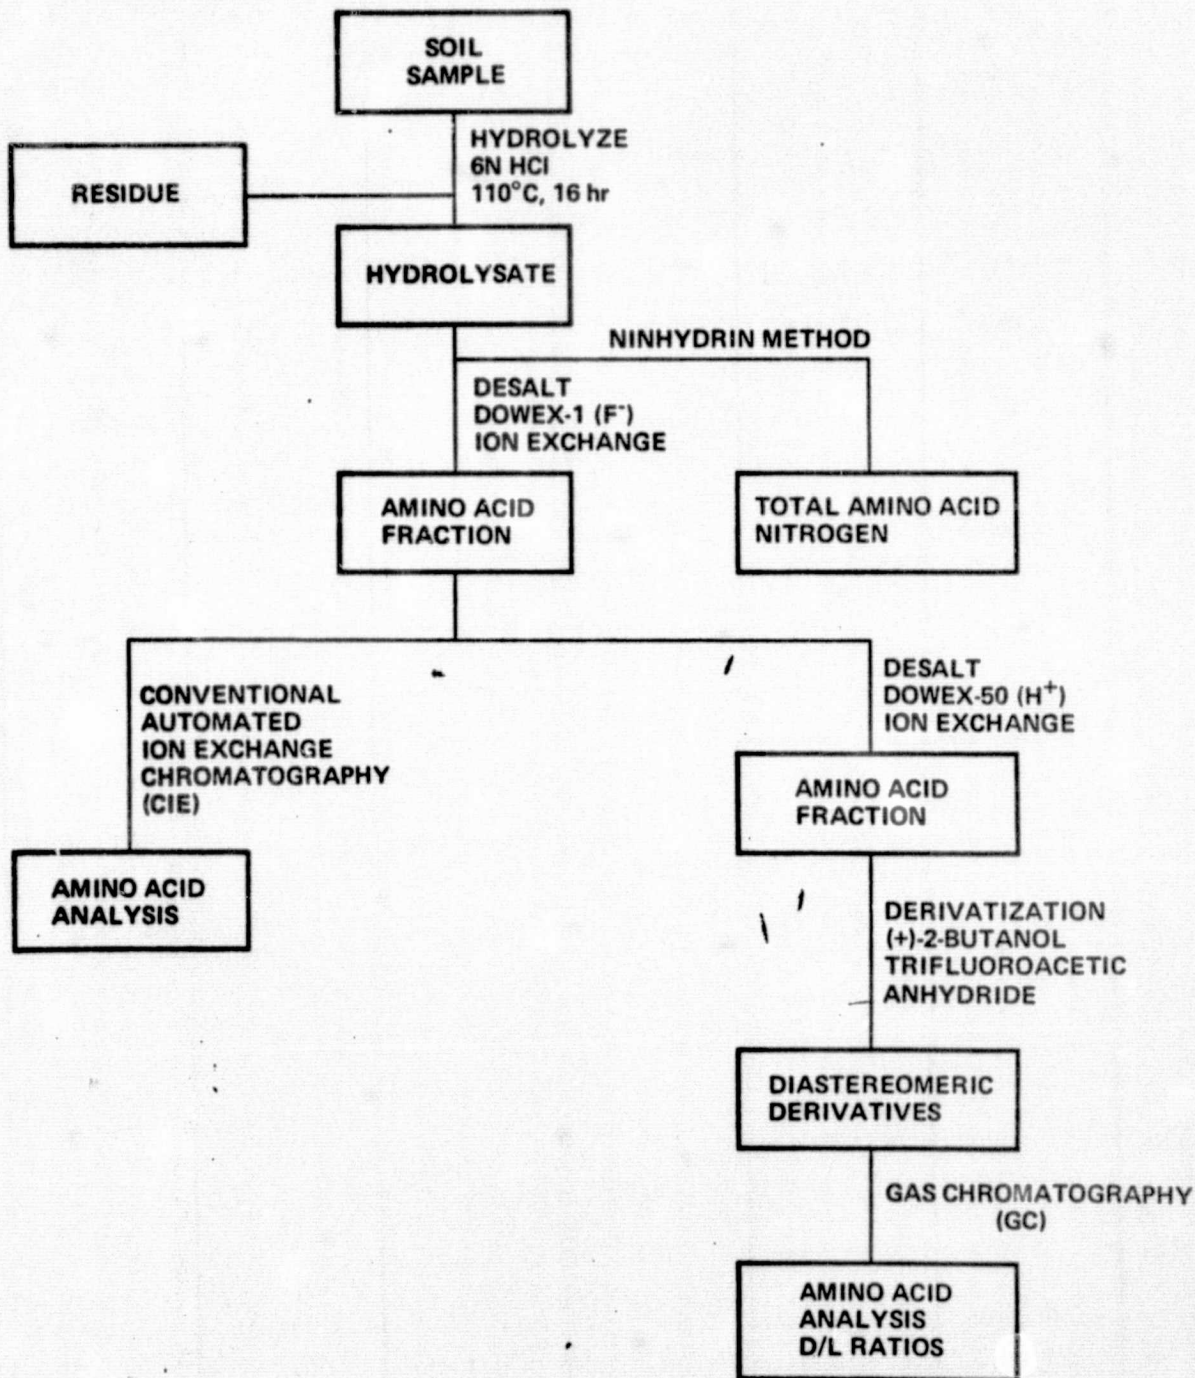 SOIL
SAMPLE
HYDROLYZE
6N HCl
110°C, 16 hr
RESIDUE
HYDROLYSATE
NINHYDRIN METHOD
DESALT
DOWEX-1 (F⁻)
ION EXCHANGE
AMINO ACID
FRACTION
TOTAL AMINO ACID
NITROGEN
CONVENTIONAL
AUTOMATED
ION EXCHANGE
CHROMATOGRAPHY
(CIE)
DESALT
DOWEX-50 (H⁺)
ION EXCHANGE
AMINO ACID
FRACTION
AMINO ACID
ANALYSIS
DERIVATIZATION
(+)-2-BUTANOL
TRIFLUOROACETIC
ANHYDRIDE
DIASTEREOMERIC
DERIVATIVES
GAS CHROMATOGRAPHY
(GC)
AMINO ACID
ANALYSIS
D/L RATIOS